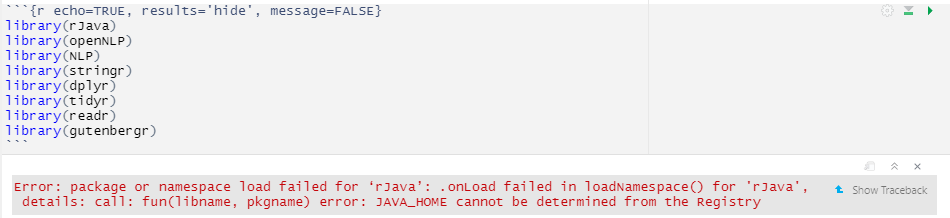 ```{r echo=TRUE, results='hide', message=FALSE}
library(rJava)
library(openNLP)
library(NLP)
library(stringr)
library(dplyr)
library(tidyr)
library(readr)
library(gutenbergr)
```
Error: package or namespace load failed for ‘rJava’: .onLoad failed in loadNamespace() for 'rJava',
details: call: fun(libname, pkgname) error: JAVA_HOME cannot be determined from the Registry
Show Traceback